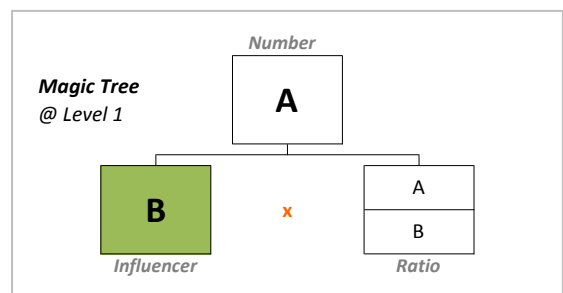 Number
Magic Tree
@ Level 1
A
B
x
A
B
Influencer
Ratio